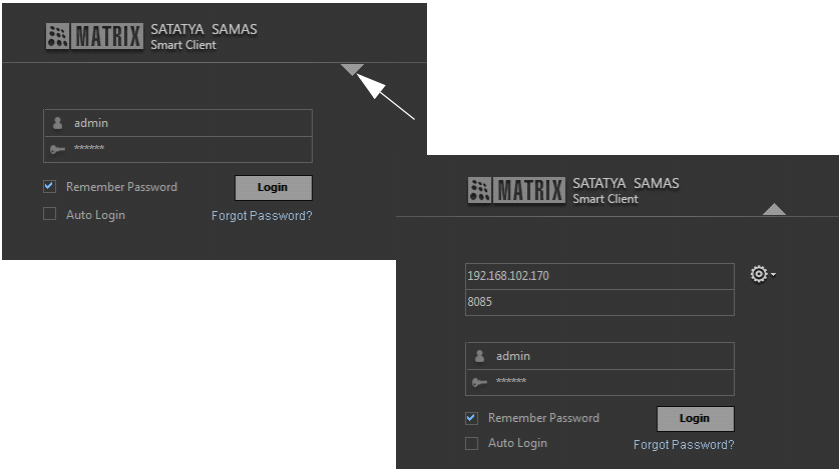 MATRIX SATATYA SAMAS
Smart Client
admin
******
Remember Password Login
Auto Login Forgot Password?
MATRIX SATATYA SAMAS
Smart Client
192.168.102.170
8085
admin
******
Remember Password Login
Auto Login Forgot Password?